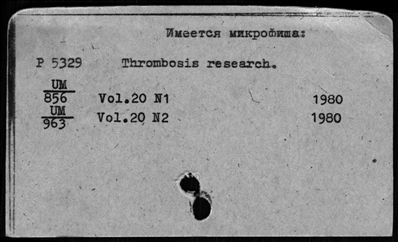 Имеется микрофиша:
P 5329 Thrombosis research.
UM
856 Vol.20 N1 1980
UM
963 Vol.20 N2 1980